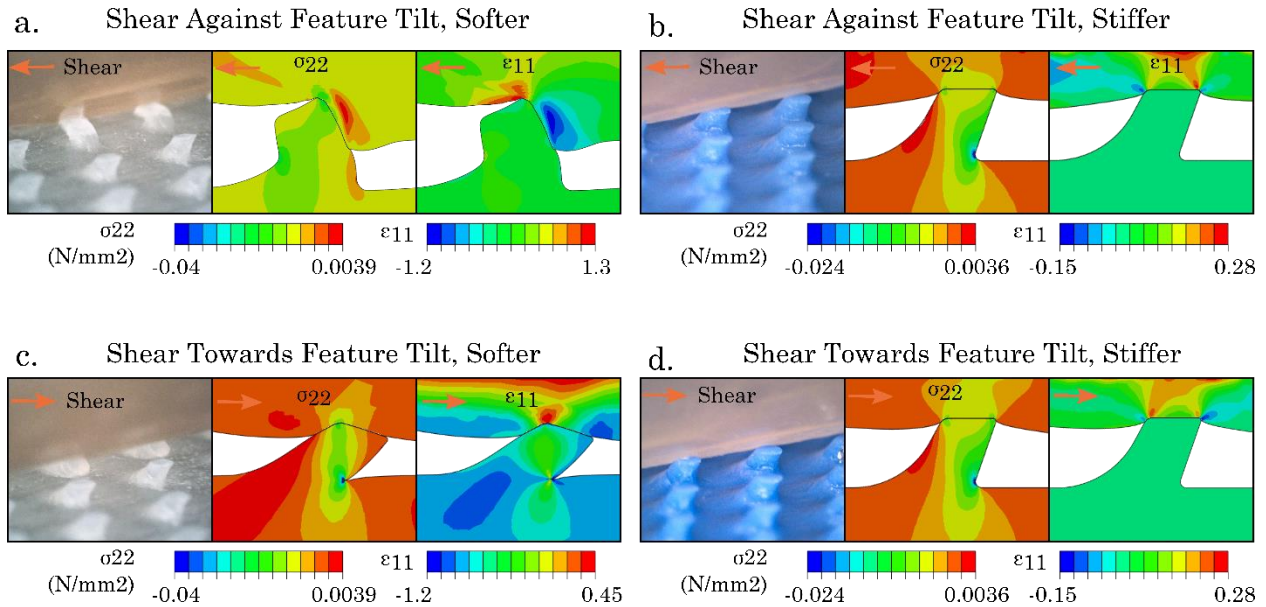 a. Shear Against Feature Tilt, Softer
Shear σ22 ε11
σ22 (N/mm2) -0.04 0.0039
ε11 -1.2 1.3
b. Shear Against Feature Tilt, Stiffer
σ22 ε11
σ22 (N/mm2) -0.024 0.0036
ε11 -0.15 0.28
c. Shear Towards Feature Tilt, Softer
Shear σ22 ε11
σ22 (N/mm2) -0.04 0.0039
ε11 -1.2 0.45
d. Shear Towards Feature Tilt, Stiffer
Shear σ22 ε11
σ22 (N/mm2) -0.024 0.0036
ε11 -0.15 0.28